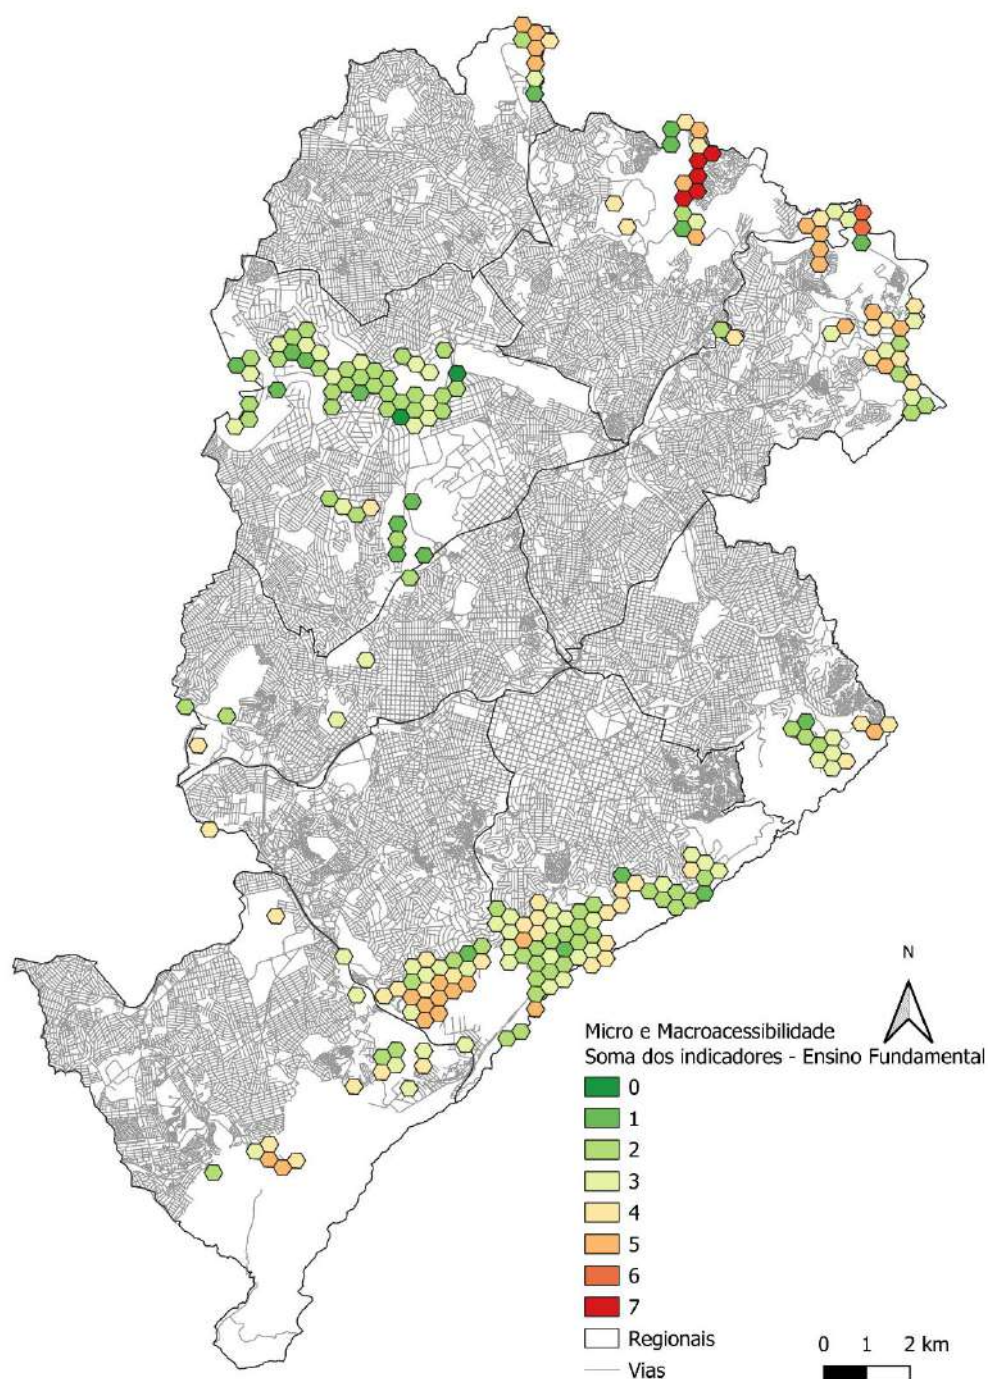 N
Micro e Macroacessibilidade
Soma dos indicadores - Ensino Fundamental
0
1
2
3
4
5
6
7
Regionais
Vias
0 1 2 km